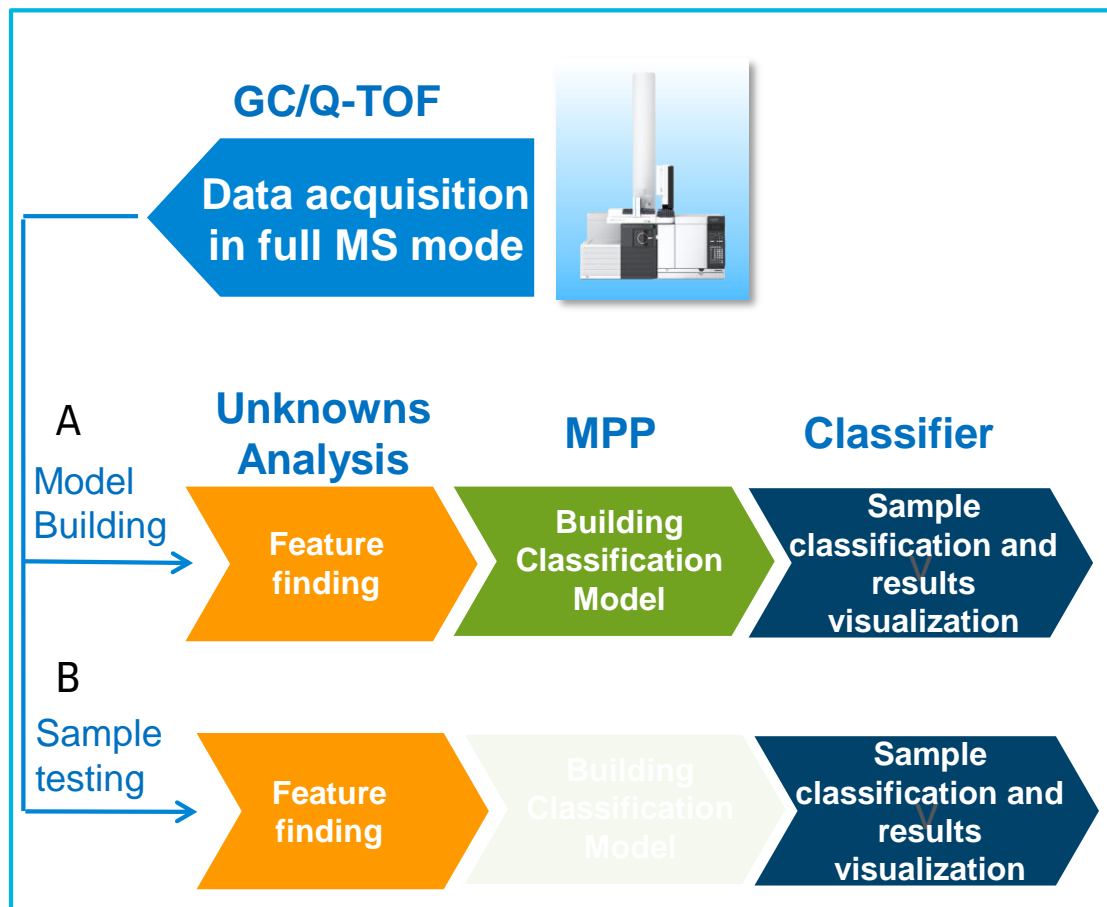 GC/Q-TOF
Data acquisition
in full MS mode
A
Model
Building
Unknowns
Analysis
MPP
Classifier
Feature
finding
Building
Classification
Model
Sample
classification and
results
visualization
V
B
Sample
testing
Feature
finding
Building
Classification
Model
Sample
classification and
results
visualization
V